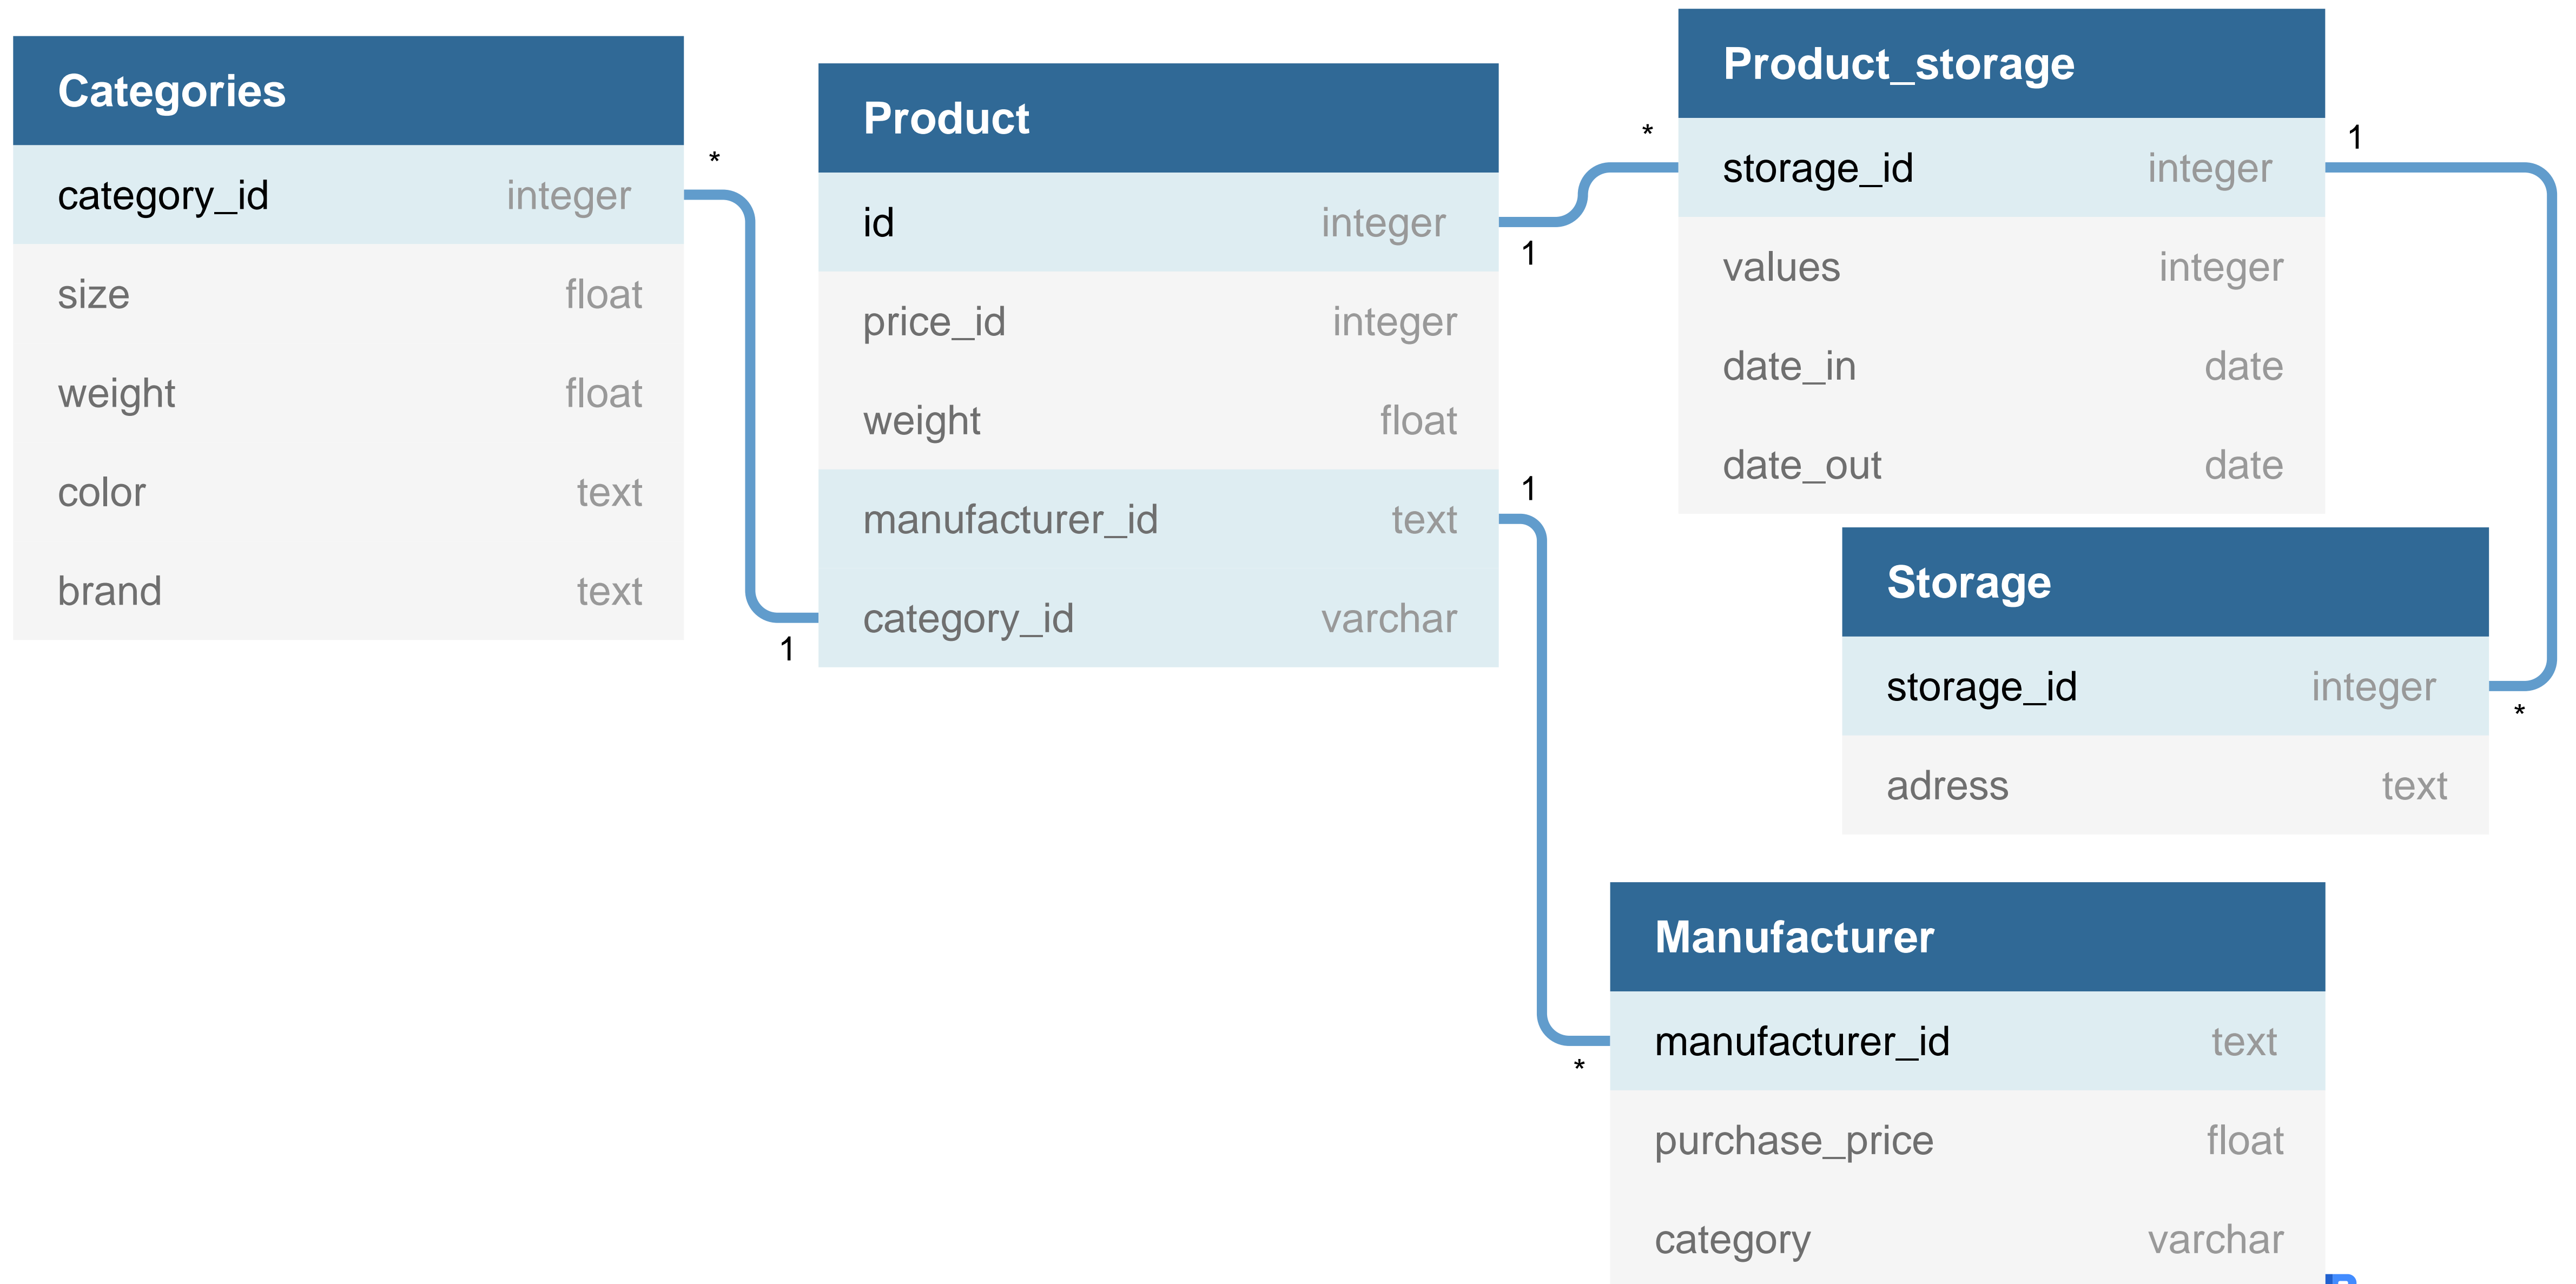 Categories
category_id integer
size float
weight float
color text
brand text
*
1
Product
id integer
price_id integer
weight float
manufacturer_id text
category_id varchar
1
*
1
*
Product_storage
storage_id integer
values integer
date_in date
date_out date
1
*
Storage
storage_id integer
adress text
Manufacturer
manufacturer_id text
purchase_price float
category varchar